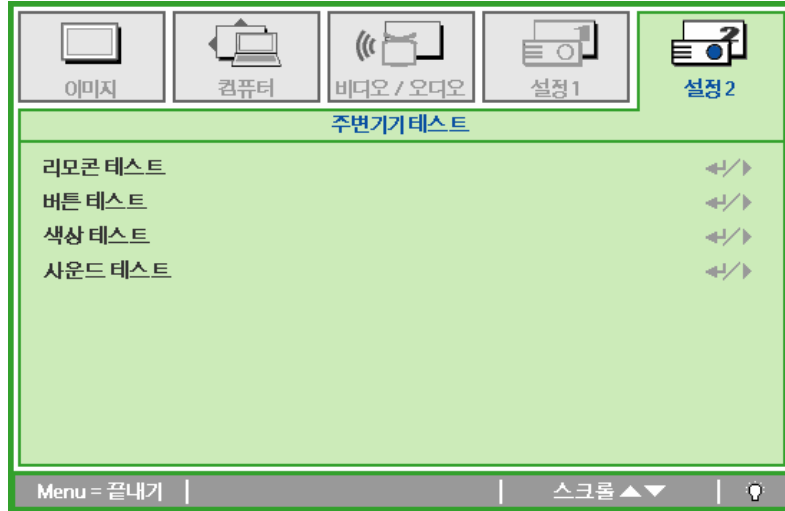 이미지
컴퓨터
비디오 / 오디오
설정 1
설정 2
주변기기 테스트
리모콘 테스트
버튼 테스트
색상 테스트
사운드 테스트
Menu = 끝내기
스크롤 ▲▼